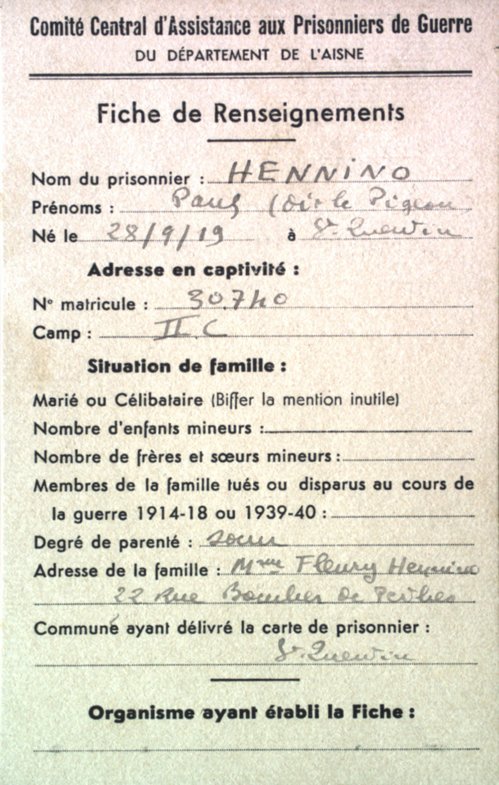 Comité Central d'Assistance aux Prisonniers de Guerre
DU DÉPARTEMENT DE L'AISNE
Fiche de Renseignements
Nom du prisonnier : HENNINO
Prénoms : Paul (dit le Pigeon
Né le 28/9/19 à St. Quentin
Adresse en captivité :
N° matricule : 30.740
Camp : II.C
Situation de famille :
Marié ou Célibataire (Biffer la mention inutile)
Nombre d'enfants mineurs :
Nombre de frères et sœurs mineurs :
Membres de la famille tués ou disparus au cours de
la guerre 1914-18 ou 1939-40 :
Degré de parenté : soeur
Adresse de la famille : Mme Fleury Hennino
22 Rue de
Commune ayant délivré la carte de prisonnier :
St. Quentin
Organisme ayant établi la Fiche :